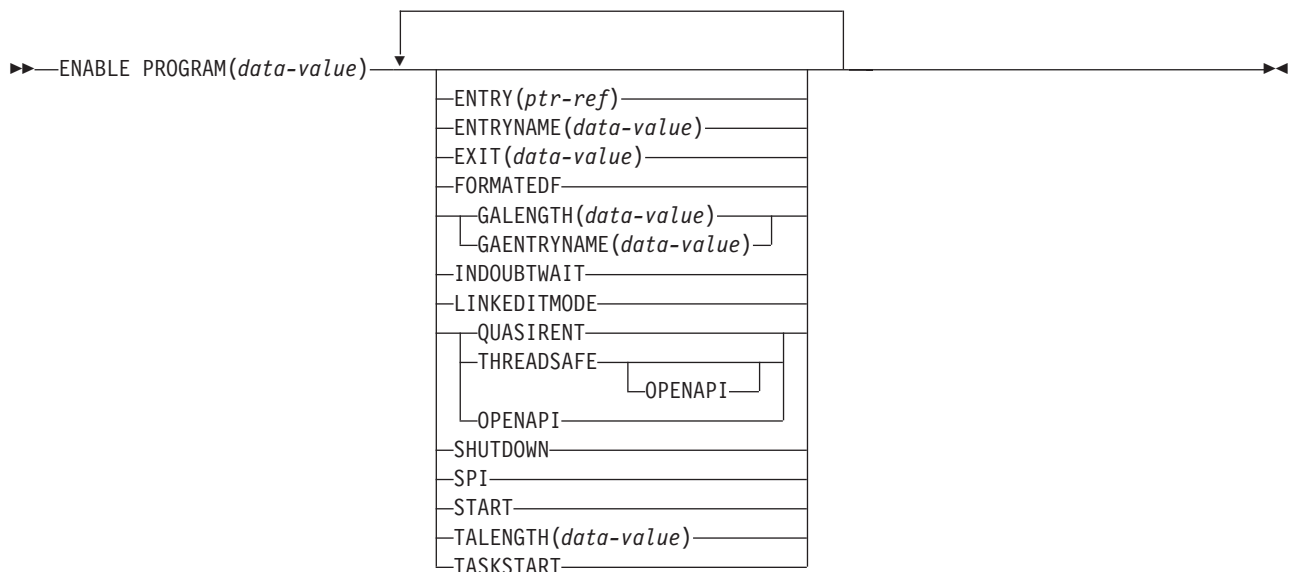 ENABLE PROGRAM(data-value)
ENTRY(ptr-ref)
ENTRYNAME(data-value)
EXIT(data-value)
FORMATEDF
GALENGTH(data-value)
GAENTRYNAME(data-value)
INDOUBTWAIT
LINKEDITMODE
QUASIRENT
THREADSAFE
OPENAPI
OPENAPI
SHUTDOWN
SPI
START
TALENGTH(data-value)
TASKSTART